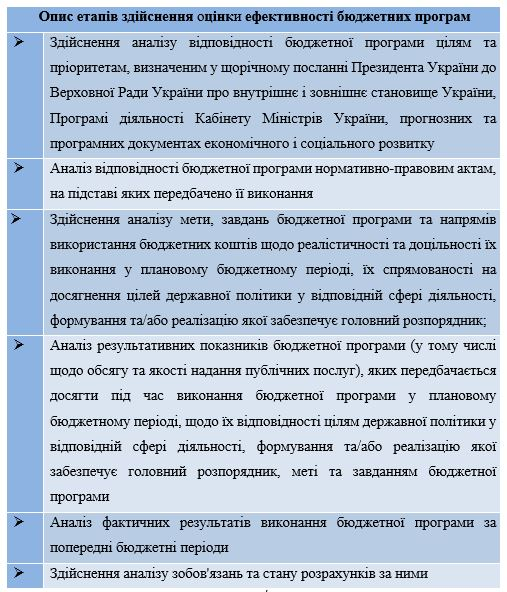 Опис етапів здійснення оцінки ефективності бюджетних програм
Здійснення аналізу відповідності бюджетної програми цілям та
пріоритетам, визначеним у щорічному посланні Президента України до
Верховної Ради України про внутрішнє і зовнішнє становище України,
Програмі діяльності Кабінету Міністрів України, прогнозних та
програмних документах економічного і соціального розвитку
Аналіз відповідності бюджетної програми нормативно-правовим актам,
на підставі яких передбачено її виконання
Здійснення аналізу мети, завдань бюджетної програми та напрямів
використання бюджетних коштів щодо реалістичності та доцільності їх
виконання у плановому бюджетному періоді, їх спрямованості на
досягнення цілей державної політики у відповідній сфері діяльності,
формування та/або реалізацію якої забезпечує головний розпорядник;
Аналіз результативних показників бюджетної програми (у тому числі
щодо обсягу та якості надання публічних послуг), яких передбачається
досягти під час виконання бюджетної програми у плановому
бюджетному періоді, щодо їх відповідності цілям державної політики у
відповідній сфері діяльності, формування та/або реалізацію якої
забезпечує головний розпорядник, меті та завданням бюджетної
програми
Аналіз фактичних результатів виконання бюджетної програми за
попередні бюджетні періоди
Здійснення аналізу зобов'язань та стану розрахунків за ними